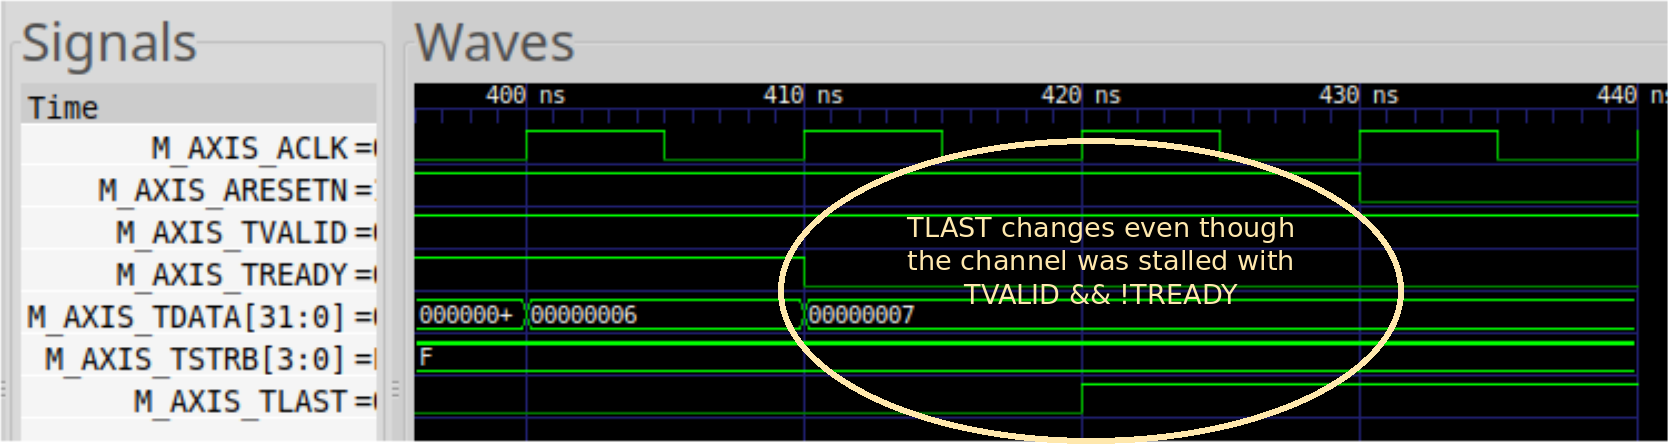 Signals
Waves
Time
400 ns
410 ns
420 ns
430 ns
440 ns
M_AXIS_ACLK =
M_AXIS_ARESETN =
M_AXIS_TVALID =
M_AXIS_TREADY =
M_AXIS_TDATA[31:0] =
000000+
00000006
00000007
M_AXIS_TSTRB[3:0] =
F
M_AXIS_TLAST =
TLAST changes even though
the channel was stalled with
TVALID && !TREADY